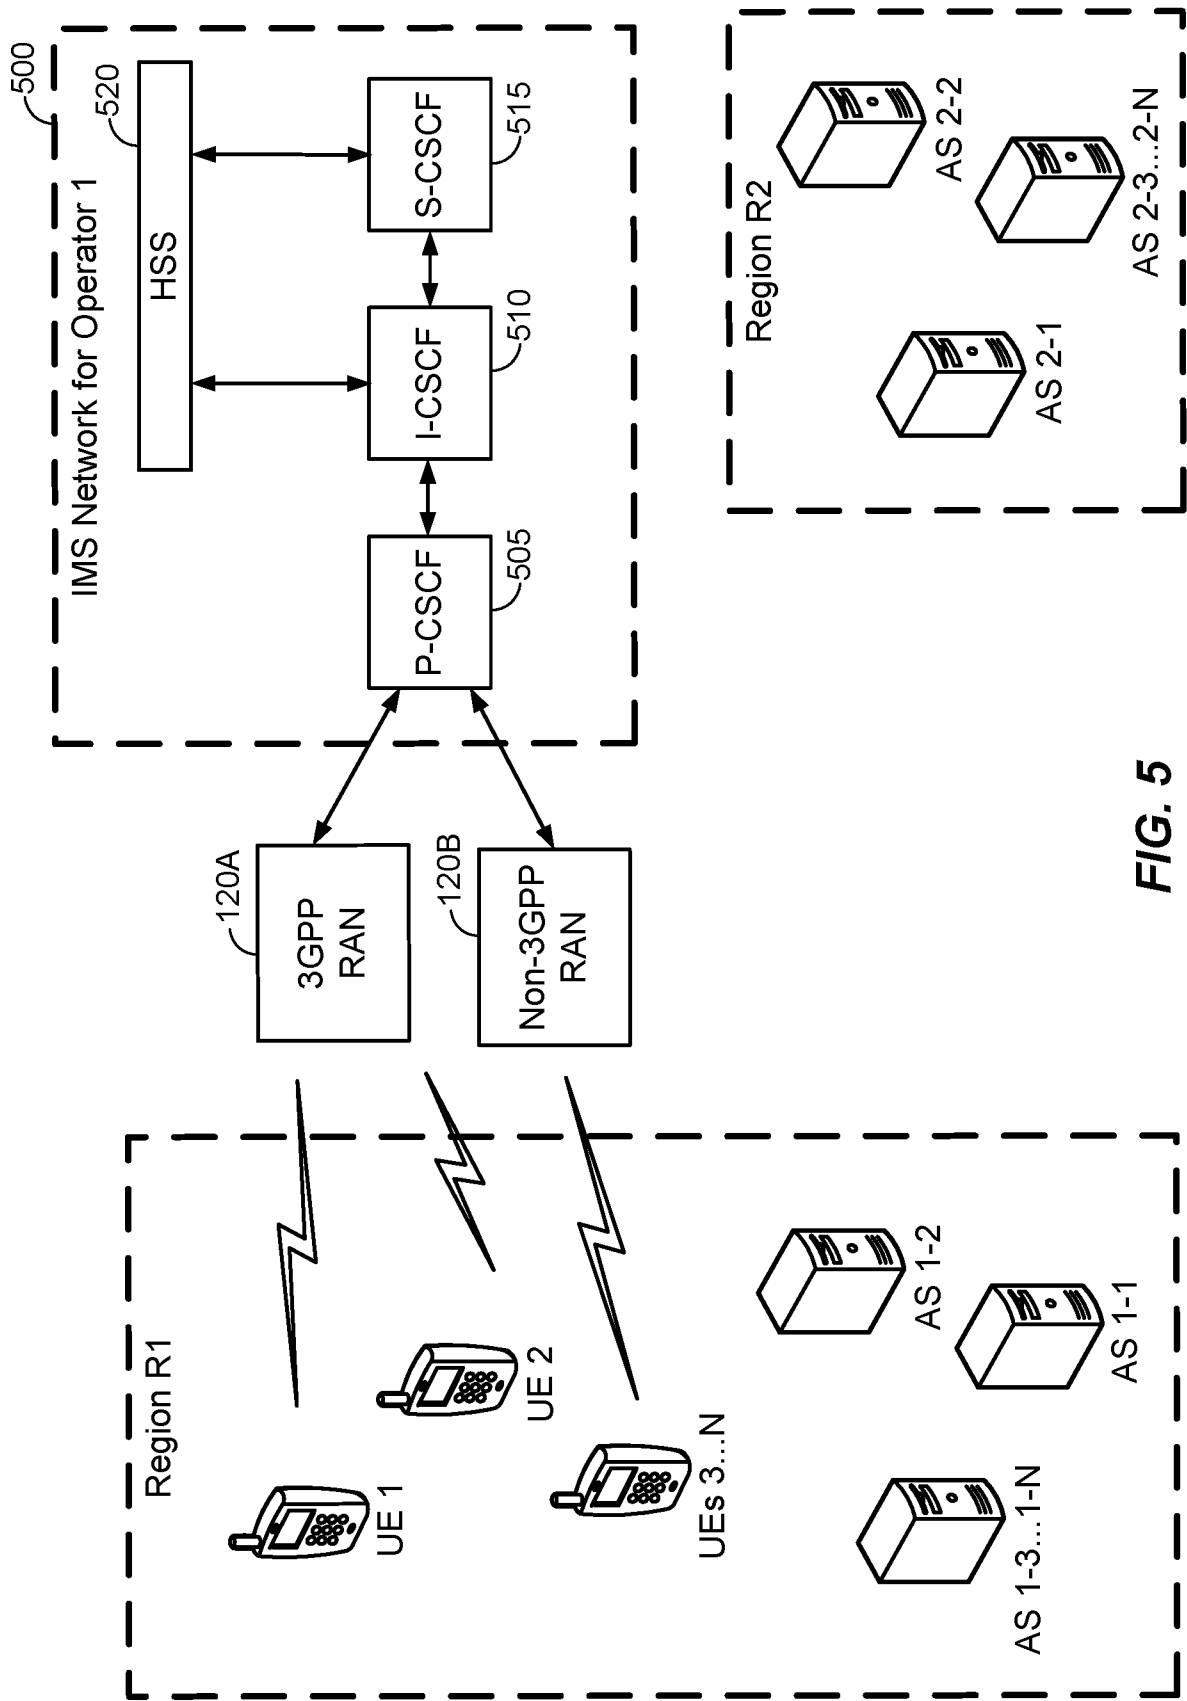 500
IMS Network for Operator 1
520
HSS
P-CSCF
505
I-CSCF
510
S-CSCF
515
120A
3GPP
RAN
120B
Non-3GPP
RAN
Region R1
UE 1
UE 2
UEs 3...N
AS 1-2
AS 1-1
AS 1-3...1-N
Region R2
AS 2-2
AS 2-1
AS 2-3...2-N
FIG. 5